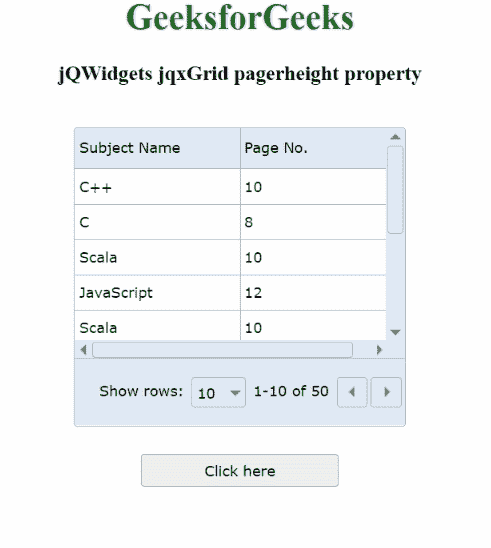 GeeksforGeeks
jQWidgets jqxGrid pagerheight property
Subject Name Page No.
C++ 10
C 8
Scala 10
JavaScript 12
Scala 10
Show rows: 10 1-10 of 50
Click here